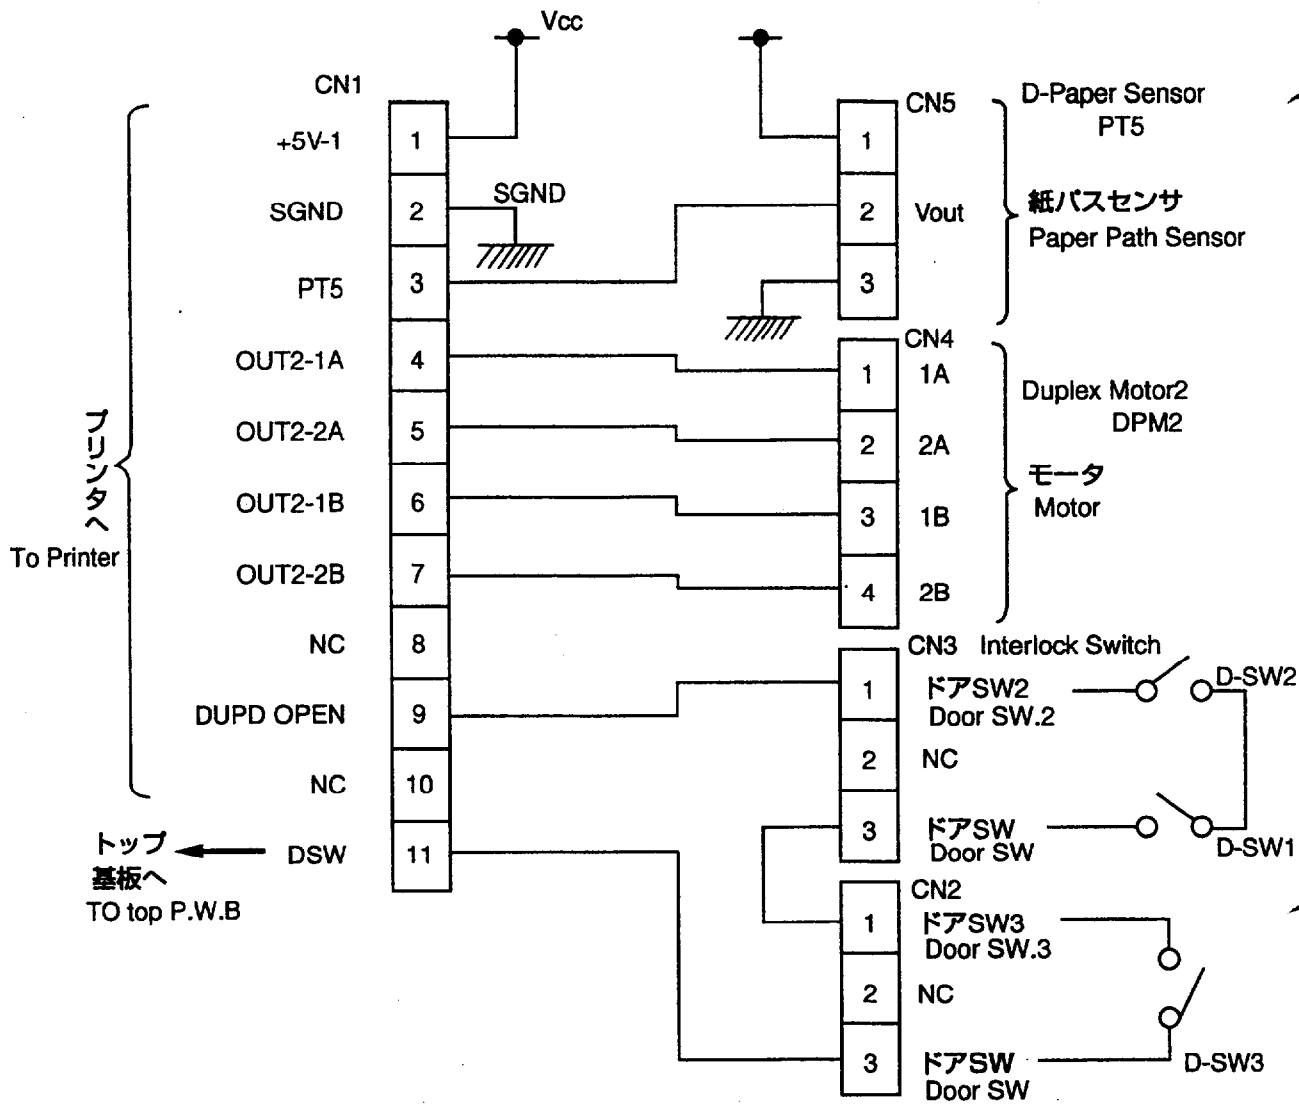 Vcc
CN1
+5V-1
1
SGND
2
SGND
PT5
3
OUT2-1A
4
OUT2-2A
5
OUT2-1B
6
OUT2-2B
7
NC
8
DUPD OPEN
9
NC
10
DSW
11
プリンタへ
To Printer
トップ
基板へ
TO top P.W.B
CN5
1
2
Vout
3
D-Paper Sensor
PT5
紙パスセンサ
Paper Path Sensor
CN4
1
1A
2
2A
3
1B
4
2B
Duplex Motor2
DPM2
モータ
Motor
CN3 Interlock Switch
1
ドアSW2
Door SW.2
2
NC
3
ドアSW
Door SW
D-SW2
D-SW1
CN2
1
ドアSW3
Door SW.3
2
NC
3
ドアSW
Door SW
D-SW3